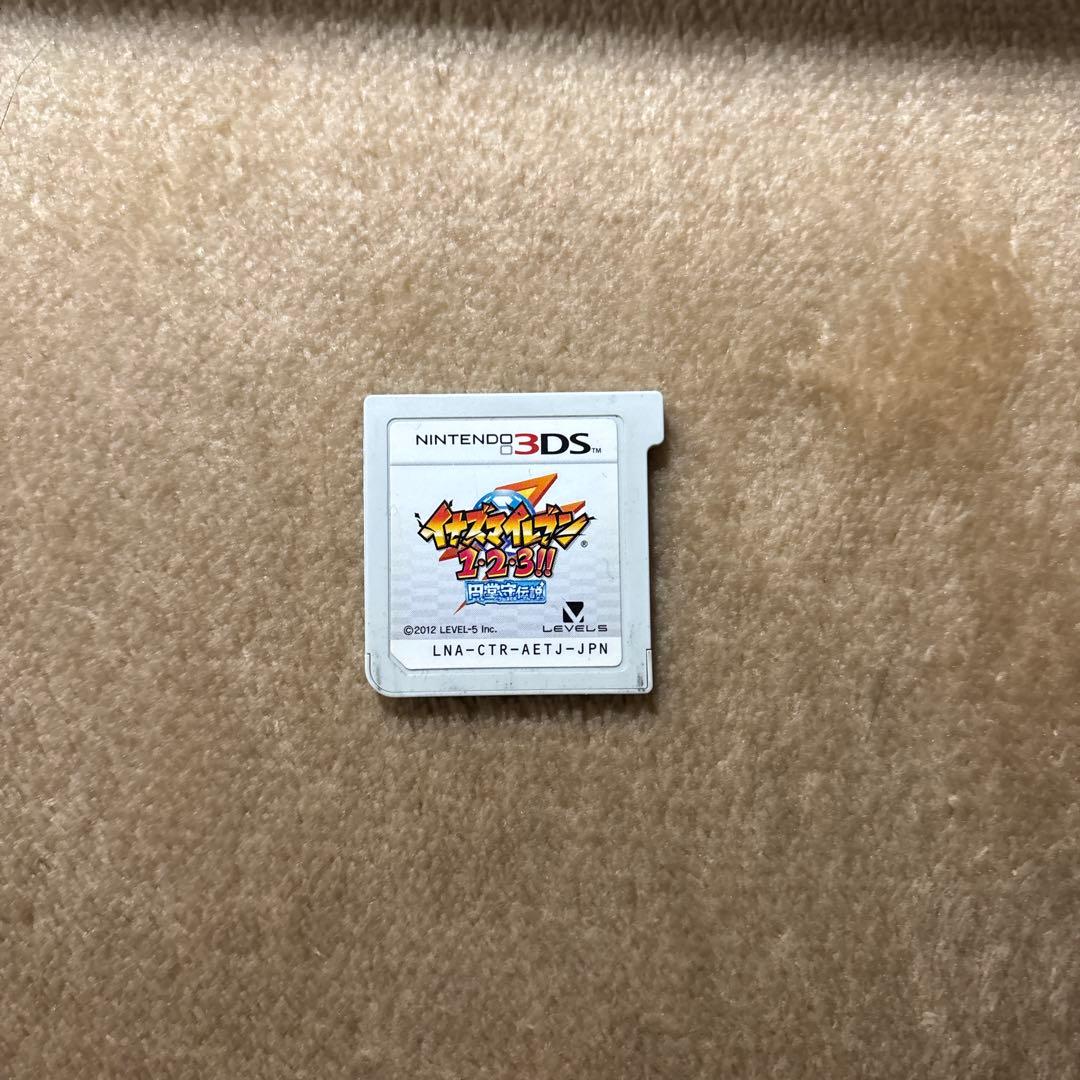 NINTENDO 3DS™
イナズマイレブン®
1・2・3!!
円堂守伝説
©2012 LEVEL-5 Inc.
LEVEL5
LNA-CTR-AETJ-JPN